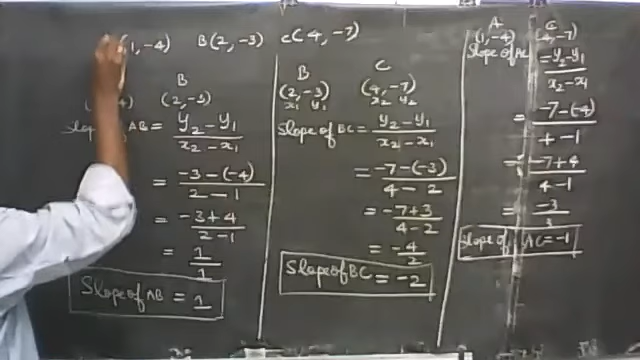 (1, -4) B(2, -3) C(4, -7)
B
(2, -3)
AB = y₂ - y₁ / x₂ - x₁
= -3 - (-4) / 2 - 1
= -3 + 4 / 2 - 1
= 1 / 1
Slope of AB = 1
B C
(2, -3) (4, -7)
x₁ y₁ x₂ y₂
Slope of BC = y₂ - y₁ / x₂ - x₁
= -7 - (-3) / 4 - 2
= -7 + 3 / 4 - 2
= -4 / 2
Slope of BC = -2
A C
(1, -4) (4, -7)
Slope of AC = y₂ - y₁ / x₂ - x₁
= -7 - (-4) / 4 - 1
= -7 + 4 / 4 - 1
= -3 / 3
Slope of AC = -1